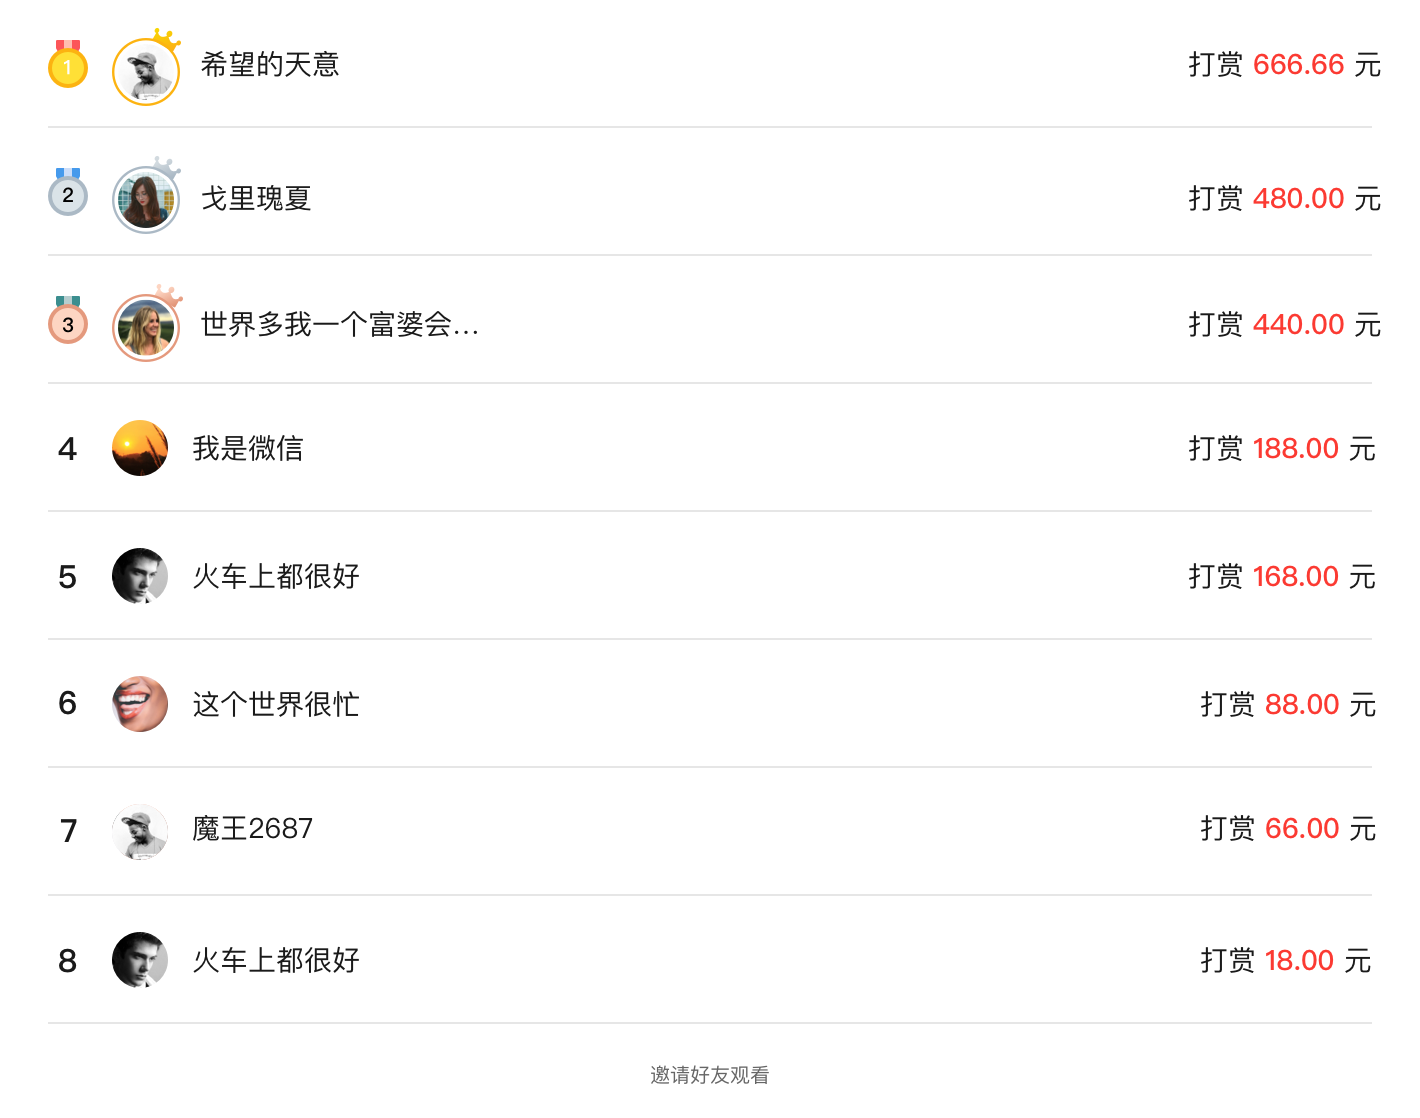 1 希望的天意 打赏 666.66 元
2 戈里瑰夏 打赏 480.00 元
3 世界多我一个富婆会... 打赏 440.00 元
4 我是微信 打赏 188.00 元
5 火车上都很好 打赏 168.00 元
6 这个世界很忙 打赏 88.00 元
7 魔王2687 打赏 66.00 元
8 火车上都很好 打赏 18.00 元
邀请好友观看